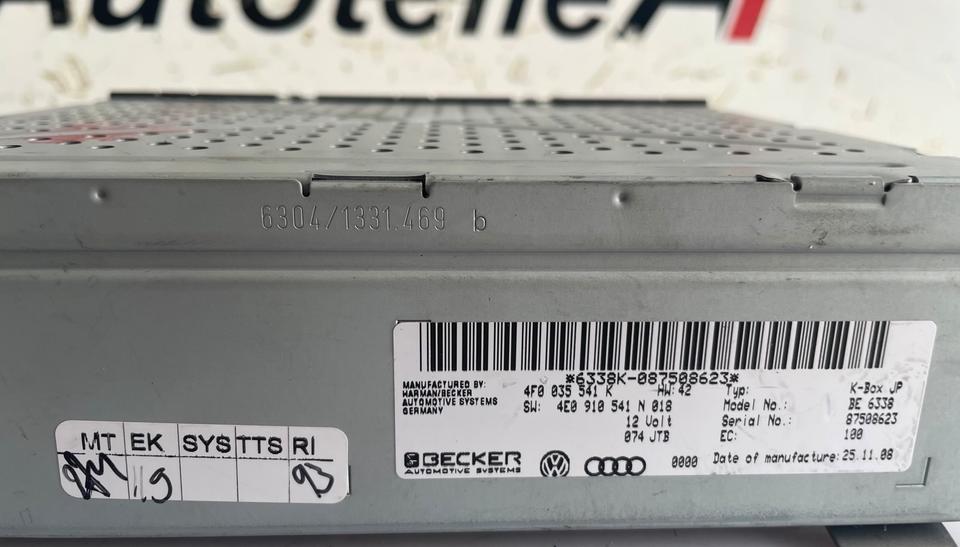 AutoteileA
6304/1331.469 b
*6338K-087508623*
MANUFACTURED BY:
HARMAN/BECKER
AUTOMOTIVE SYSTEMS
GERMANY
4F0 035 541 K HW:42
SW: 4E0 910 541 N 018
12 Volt
074 JTB
Typ: K-Box JP
Model No.: BE 6338
Serial No.: 87508623
EC: 100
BECKER
AUTOMOTIVE SYSTEMS
0000 Date of manufacture: 25.11.08
MT EK SYS TTS RI
93